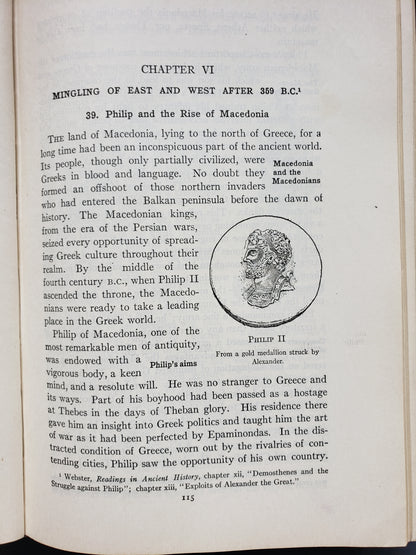 CHAPTER VI
MINGLING OF EAST AND WEST AFTER 359 B.C.¹
39. Philip and the Rise of Macedonia
THE land of Macedonia, lying to the north of Greece, for a
long time had been an inconspicuous part of the ancient world.
Its people, though only partially civilized, were
Greeks in blood and language. No doubt they
formed an offshoot of those northern invaders
Macedonia
and the
Macedonians
who had entered the Balkan peninsula before the dawn of
history. The Macedonian kings,
from the era of the Persian wars,
seized every opportunity of spread-
ing Greek culture throughout their
realm. By the middle of the
fourth century B.C., when Philip II
ascended the throne, the Macedo-
nians were ready to take a leading
place in the Greek world.
PHILIP II
From a gold medallion struck by
Alexander.
Philip of Macedonia, one of the
most remarkable men of antiquity,
was endowed with a
vigorous body, a keen
Philip's aims
mind, and a resolute will. He was no stranger to Greece and
its ways. Part of his boyhood had been passed as a hostage
at Thebes in the days of Theban glory. His residence there
gave him an insight into Greek politics and taught him the art
of war as it had been perfected by Epaminondas. In the dis-
tracted condition of Greece, worn out by the rivalries of con-
tending cities, Philip saw the opportunity of his own country.
¹ Webster, Readings in Ancient History, chapter xii, "Demosthenes and the
Struggle against Philip"; chapter xiii, "Exploits of Alexander the Great."
115